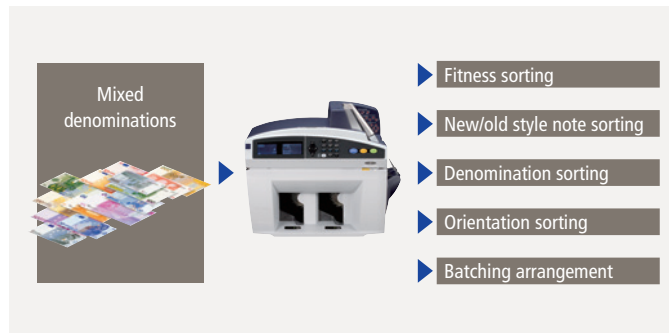 Mixed
denominations
Fitness sorting
New/old style note sorting
Denomination sorting
Orientation sorting
Batching arrangement